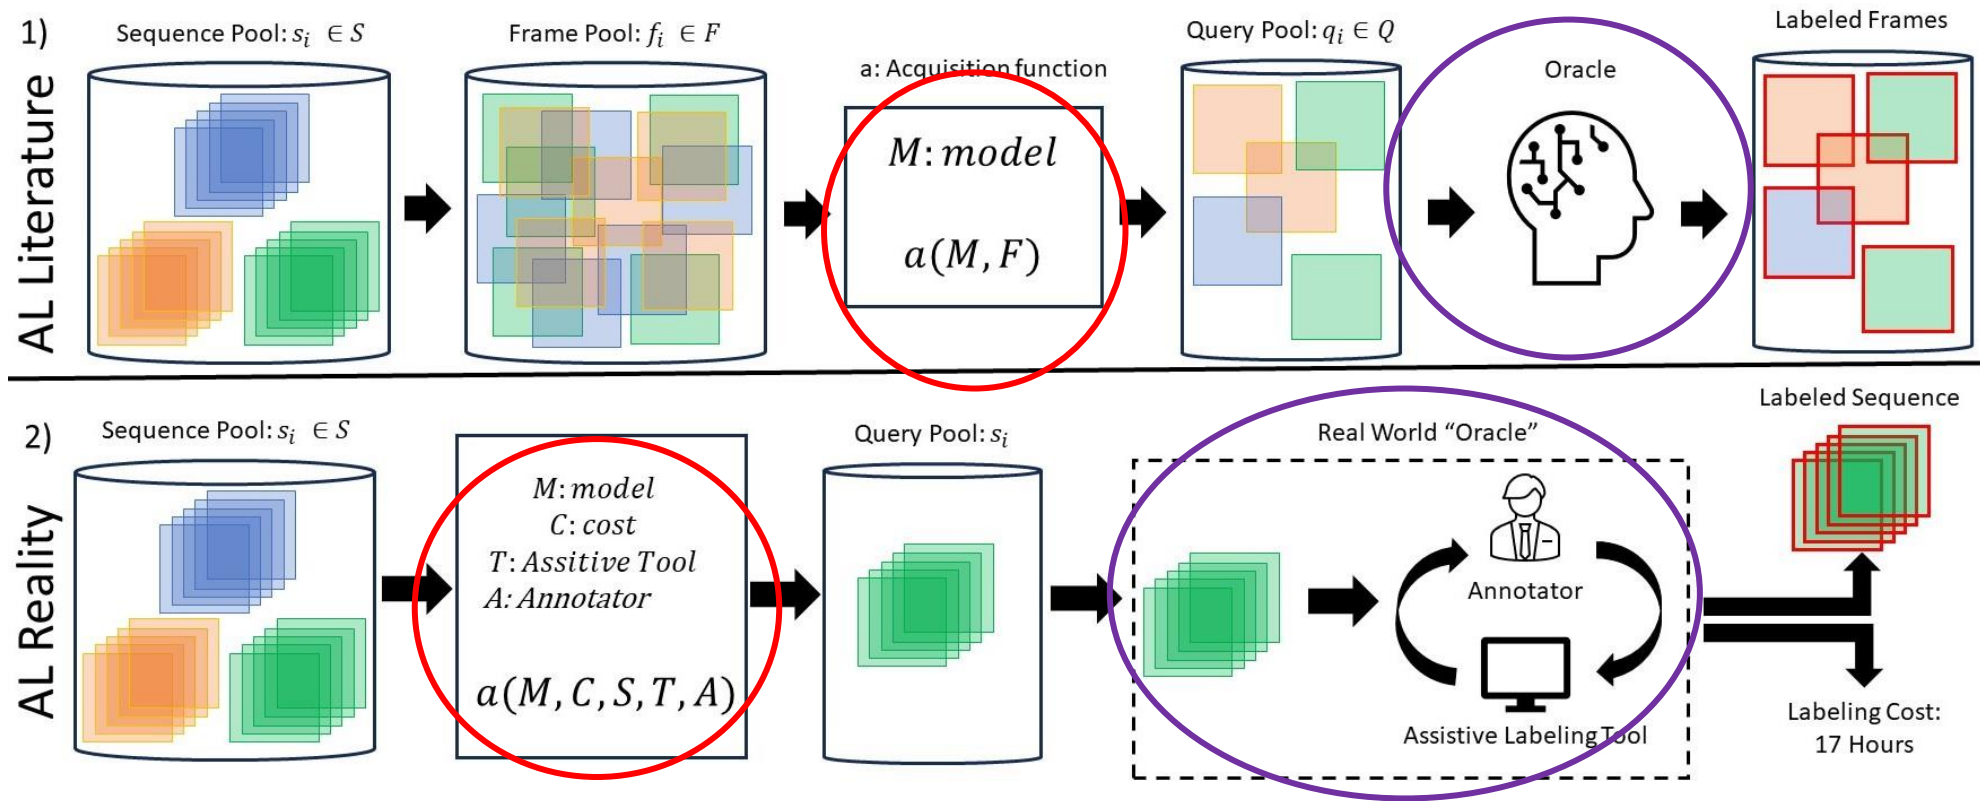 1)
AL Literature
Sequence Pool: sᵢ ∈ S
Frame Pool: fᵢ ∈ F
a: Acquisition function
M: model
a(M, F)
Query Pool: qᵢ ∈ Q
Oracle
Labeled Frames
2)
AL Reality
Sequence Pool: sᵢ ∈ S
M: model
C: cost
T: Assitive Tool
A: Annotator
a(M, C, S, T, A)
Query Pool: sᵢ
Real World “Oracle”
Annotator
Assistive Labeling Tool
Labeled Sequence
Labeling Cost:
17 Hours